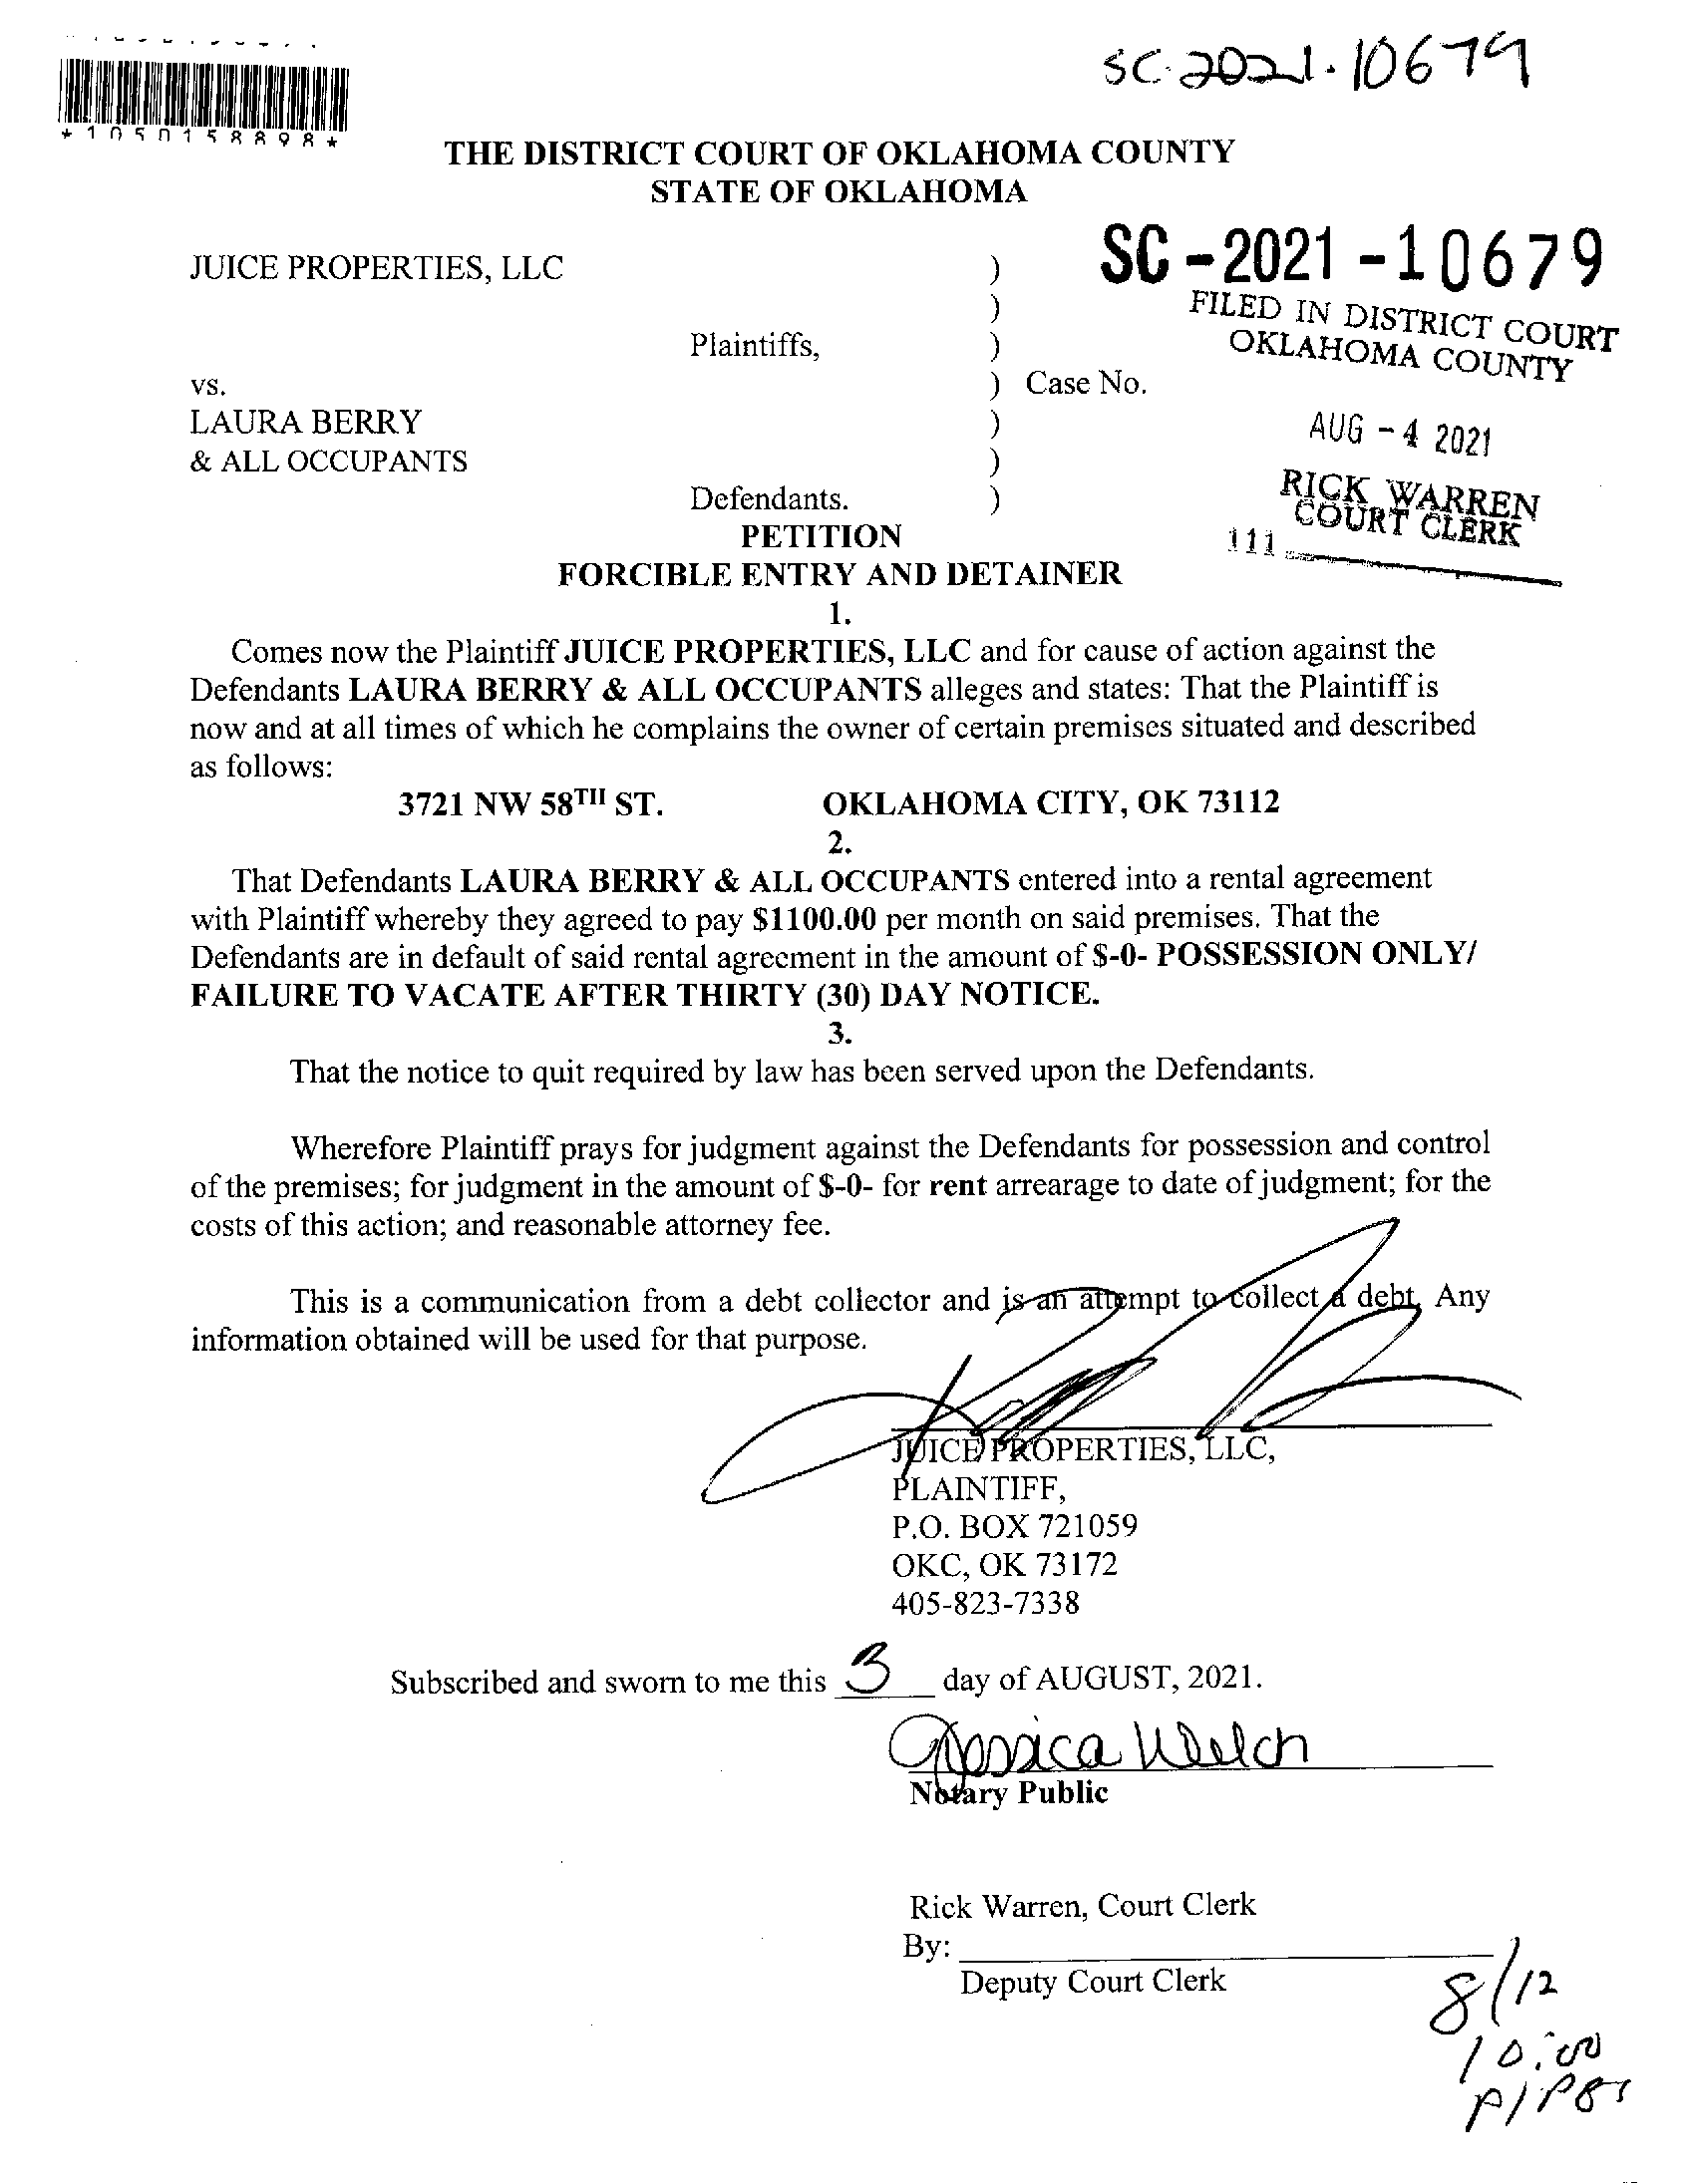 SC-2021-10679
*1050158898*
THE DISTRICT COURT OF OKLAHOMA COUNTY
STATE OF OKLAHOMA
SC-2021-10679
JUICE PROPERTIES, LLC )
)
FILED IN DISTRICT COURT
OKLAHOMA COUNTY
Plaintiffs, )
vs. ) Case No.
LAURA BERRY )
AUG -4 2021
& ALL OCCUPANTS )
RICK WARREN
COURT CLERK
Defendants. )
111
PETITION
FORCIBLE ENTRY AND DETAINER
1.
Comes now the Plaintiff JUICE PROPERTIES, LLC and for cause of action against the
Defendants LAURA BERRY & ALL OCCUPANTS alleges and states: That the Plaintiff is
now and at all times of which he complains the owner of certain premises situated and described
as follows:
3721 NW 58TH ST. OKLAHOMA CITY, OK 73112
2.
That Defendants LAURA BERRY & ALL OCCUPANTS entered into a rental agreement
with Plaintiff whereby they agreed to pay $1100.00 per month on said premises. That the
Defendants are in default of said rental agreement in the amount of $-0- POSSESSION ONLY/
FAILURE TO VACATE AFTER THIRTY (30) DAY NOTICE.
3.
That the notice to quit required by law has been served upon the Defendants.
Wherefore Plaintiff prays for judgment against the Defendants for possession and control
of the premises; for judgment in the amount of $-0- for rent arrearage to date of judgment; for the
costs of this action; and reasonable attorney fee.
This is a communication from a debt collector and is an attempt to collect a debt. Any
information obtained will be used for that purpose.
JUICE PROPERTIES, LLC,
PLAINTIFF,
P.O. BOX 721059
OKC, OK 73172
405-823-7338
Subscribed and sworn to me this 3 day of AUGUST, 2021.
Jessica Welch
Notary Public
Rick Warren, Court Clerk
By:
Deputy Court Clerk
8/12
10:00